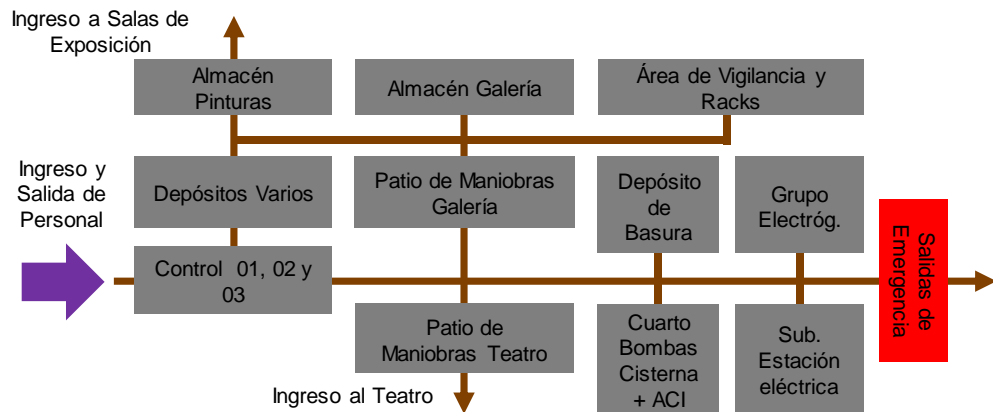 Ingreso a Salas de
Exposición
Almacén
Pinturas
Almacén Galería
Área de Vigilancia y
Racks
Ingreso y
Salida de
Personal
Depósitos Varios
Patio de Maniobras
Galería
Depósito
de
Basura
Grupo
Electróg.
Control 01, 02 y
03
Salidas de
Emergencia
Patio de
Maniobras Teatro
Cuarto
Bombas
Cisterna
+ ACI
Sub.
Estación
eléctrica
Ingreso al Teatro